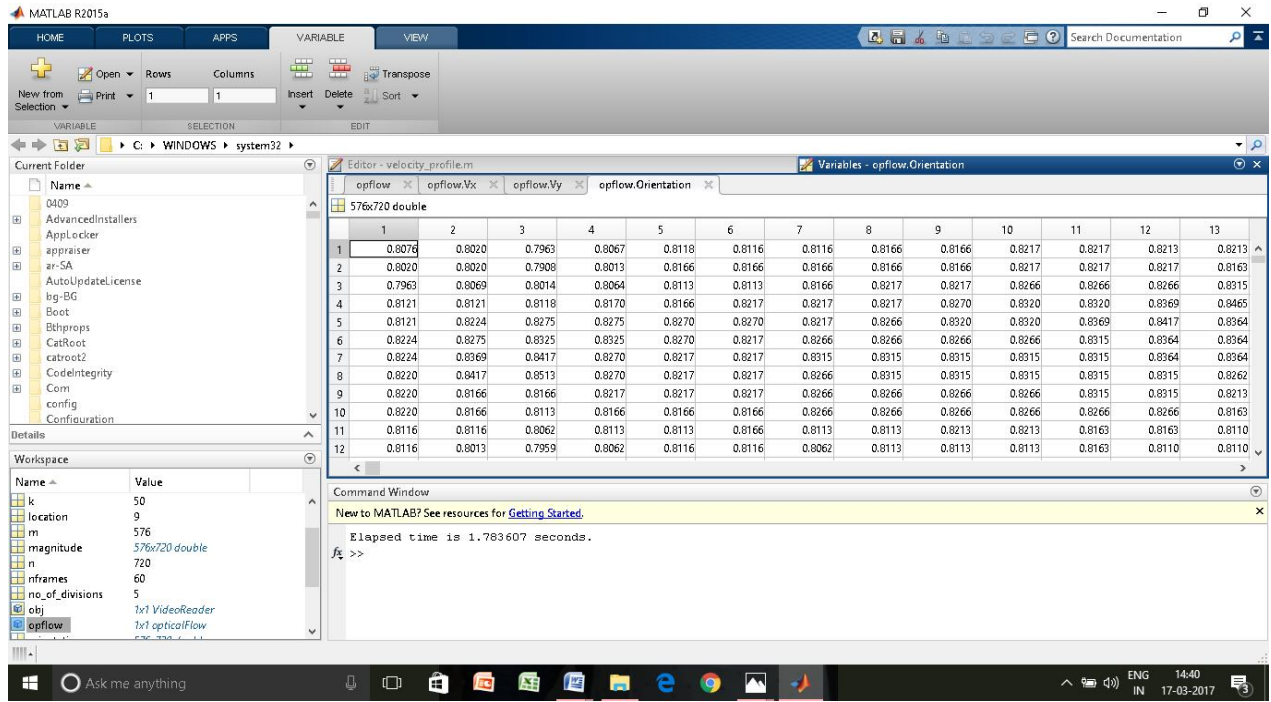 MATLAB R2015a
HOME PLOTS APPS VARIABLE VIEW Search Documentation
New from Selection Open Print Rows Columns 1 1 Insert Delete Transpose Sort
VARIABLE SELECTION EDIT
C: WINDOWS system32
Current Folder
Name
0409
AdvancedInstallers
AppLocker
appraiser
ar-SA
AutoUpdateLicense
bg-BG
Boot
Bthprops
CatRoot
catroot2
CodeIntegrity
Com
config
Configuration
Details
Workspace
Name Value
k 50
location 9
m 576
magnitude 576x720 double
n 720
nframes 60
no_of_divisions 5
obj 1x1 VideoReader
opflow 1x1 opticalFlow
Editor - velocity_profile.m Variables - opflow.Orientation
opflow opflow.Vx opflow.Vy opflow.Orientation
576x720 double
1 2 3 4 5 6 7 8 9 10 11 12 13
1 0.8076 0.8020 0.7963 0.8067 0.8118 0.8116 0.8116 0.8166 0.8166 0.8217 0.8217 0.8213 0.8213
2 0.8020 0.8020 0.7908 0.8013 0.8166 0.8166 0.8166 0.8166 0.8166 0.8217 0.8217 0.8217 0.8163
3 0.7963 0.8069 0.8014 0.8064 0.8113 0.8113 0.8166 0.8217 0.8217 0.8266 0.8266 0.8266 0.8315
4 0.8121 0.8121 0.8118 0.8170 0.8166 0.8217 0.8217 0.8217 0.8270 0.8320 0.8320 0.8369 0.8465
5 0.8121 0.8224 0.8275 0.8275 0.8270 0.8270 0.8217 0.8266 0.8320 0.8320 0.8369 0.8417 0.8364
6 0.8224 0.8275 0.8325 0.8325 0.8270 0.8217 0.8266 0.8266 0.8266 0.8266 0.8315 0.8364 0.8364
7 0.8224 0.8369 0.8417 0.8270 0.8217 0.8217 0.8315 0.8315 0.8315 0.8315 0.8315 0.8364 0.8364
8 0.8220 0.8417 0.8513 0.8270 0.8217 0.8217 0.8266 0.8315 0.8315 0.8315 0.8315 0.8315 0.8262
9 0.8220 0.8166 0.8166 0.8217 0.8217 0.8217 0.8266 0.8266 0.8266 0.8266 0.8315 0.8315 0.8213
10 0.8220 0.8166 0.8113 0.8166 0.8166 0.8166 0.8266 0.8266 0.8266 0.8266 0.8266 0.8266 0.8163
11 0.8116 0.8116 0.8062 0.8113 0.8113 0.8166 0.8113 0.8113 0.8213 0.8213 0.8163 0.8163 0.8110
12 0.8116 0.8013 0.7959 0.8062 0.8116 0.8116 0.8062 0.8113 0.8113 0.8113 0.8163 0.8110 0.8110
Command Window
New to MATLAB? See resources for Getting Started.
Elapsed time is 1.783607 seconds.
fx >>
Ask me anything
ENG 14:40
IN 17-03-2017
3